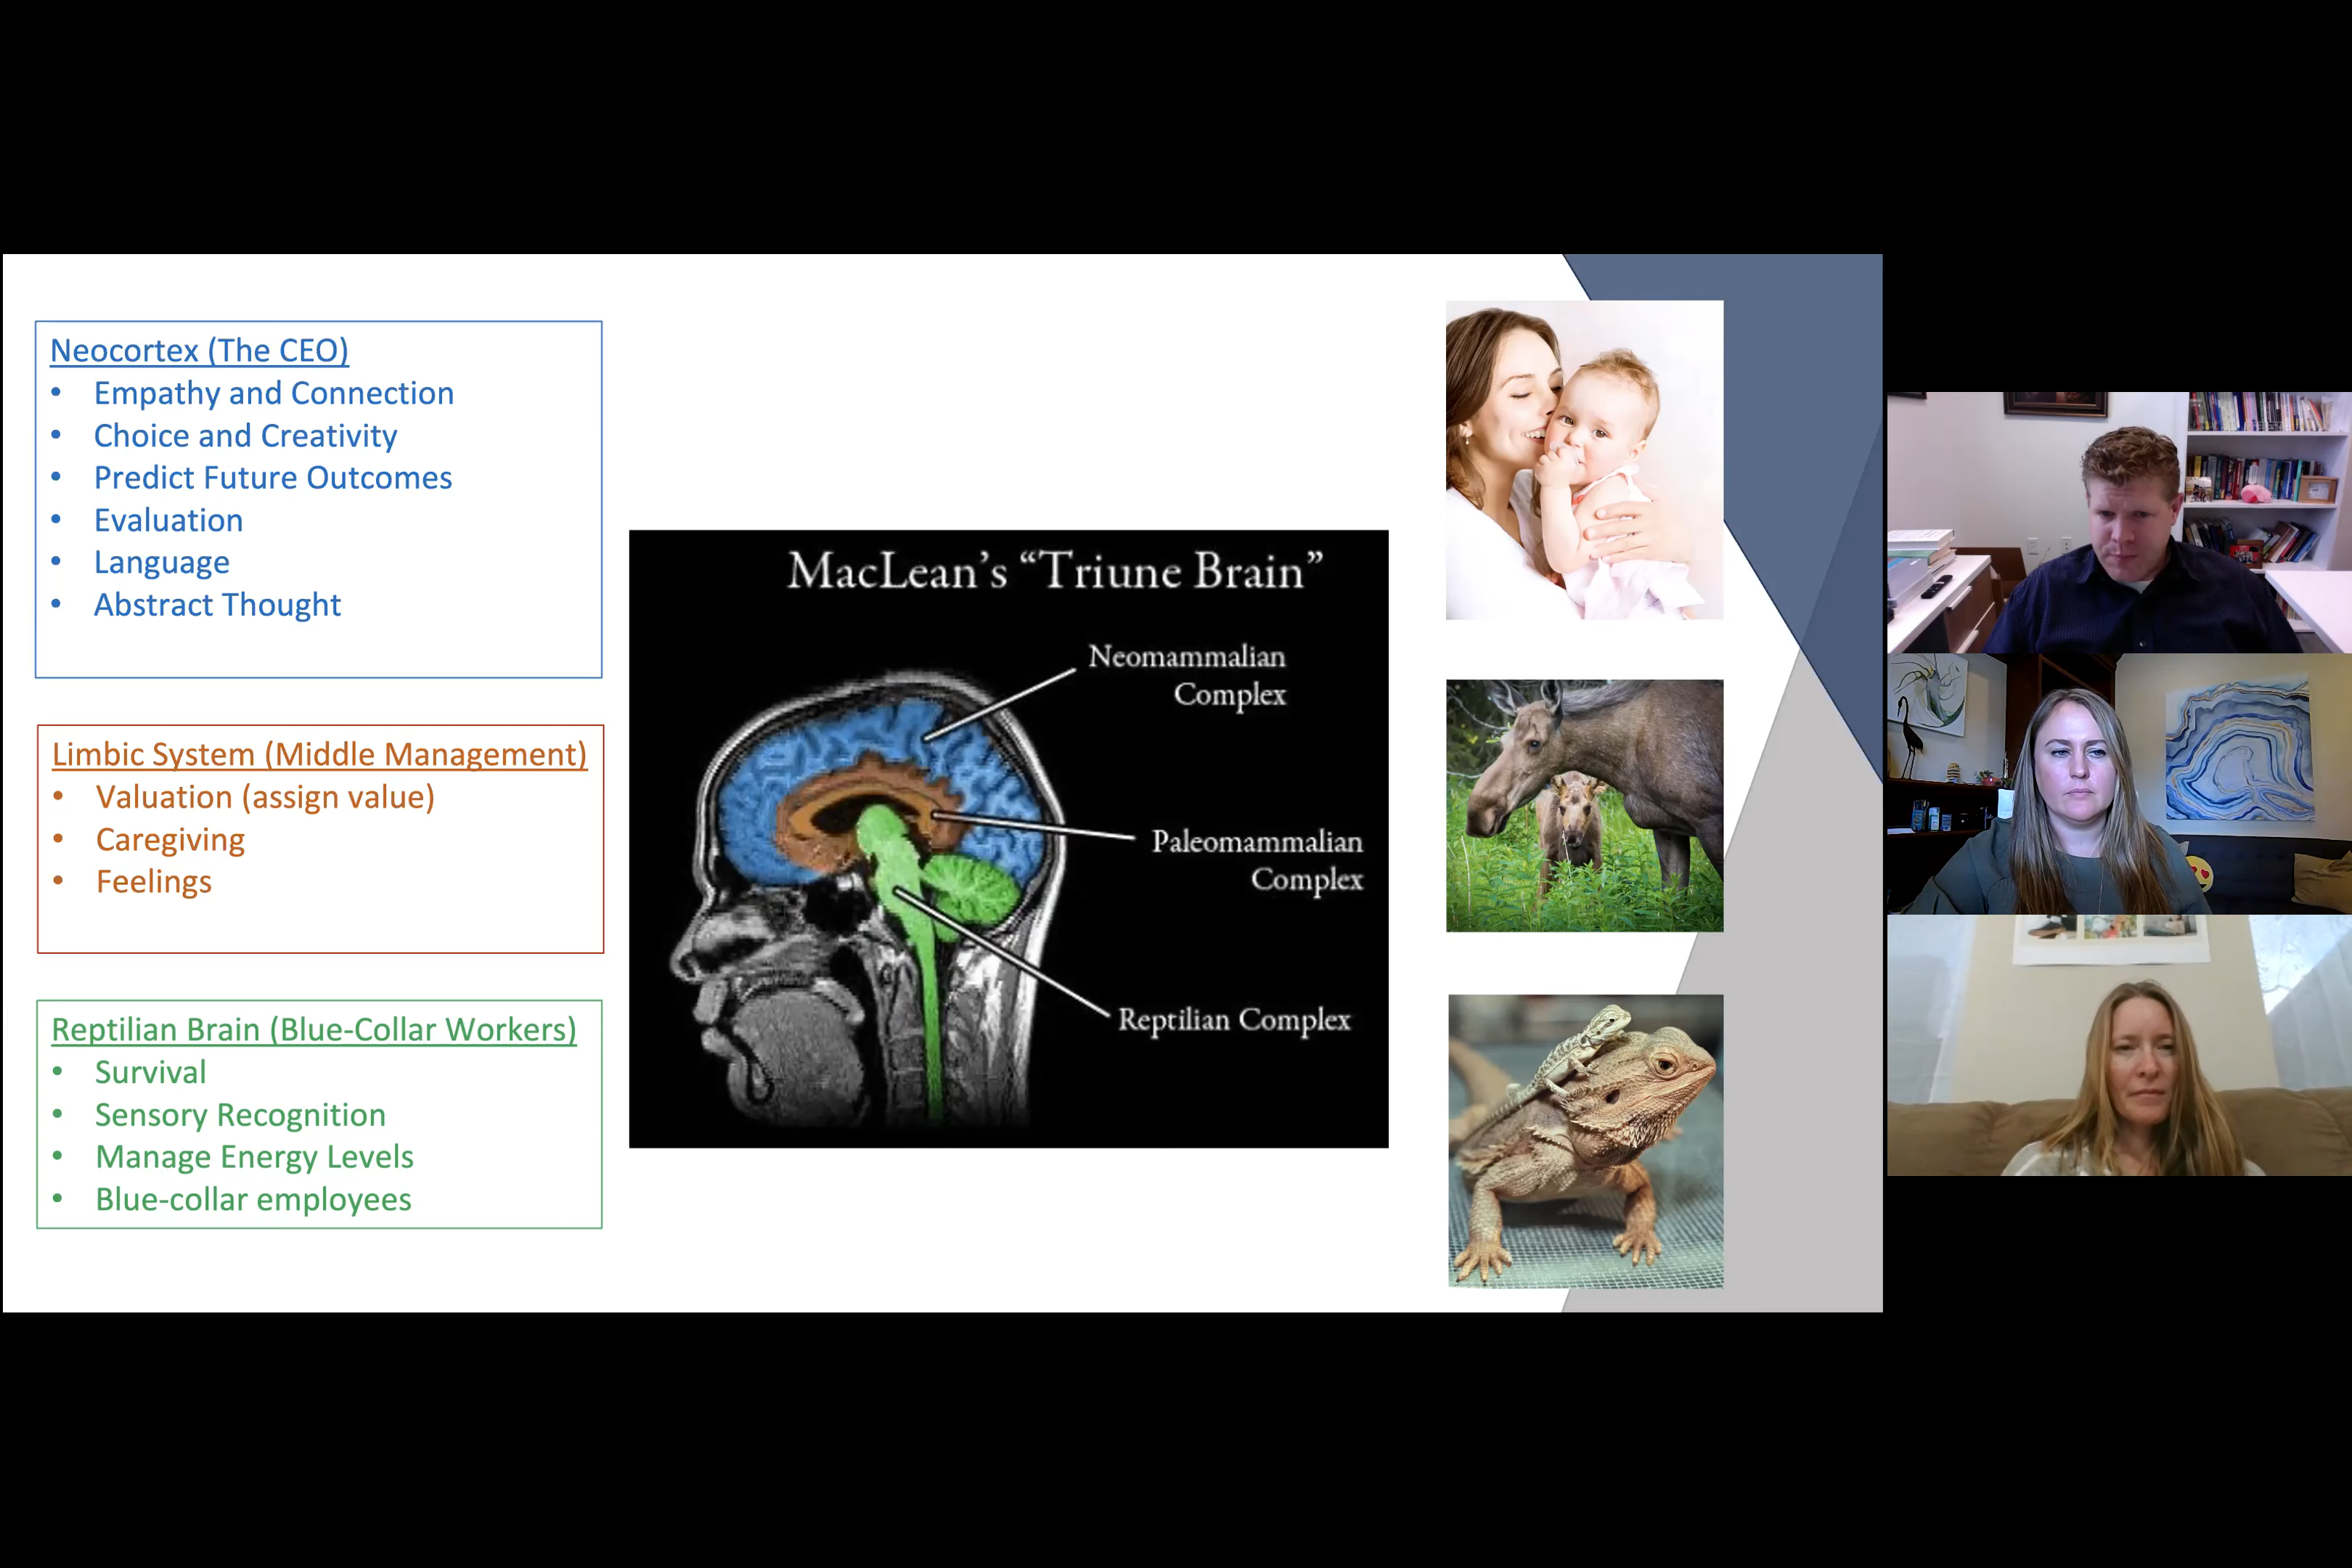 Neocortex (The CEO)
• Empathy and Connection
• Choice and Creativity
• Predict Future Outcomes
• Evaluation
• Language
• Abstract Thought
Limbic System (Middle Management)
• Valuation (assign value)
• Caregiving
• Feelings
Reptilian Brain (Blue-Collar Workers)
• Survival
• Sensory Recognition
• Manage Energy Levels
• Blue-collar employees
MacLean’s “Triune Brain”
Neomammalian
Complex
Paleomammalian
Complex
Reptilian Complex